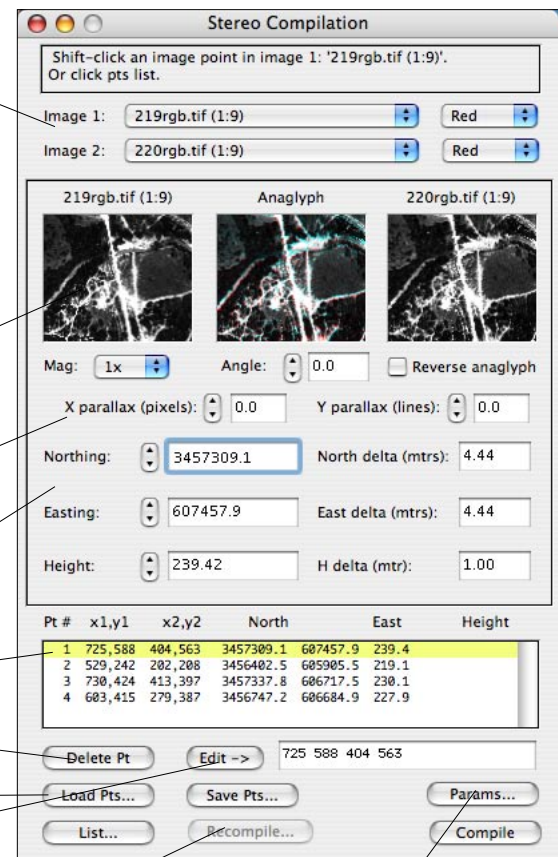 Stereo Compilation
Shift-click an image point in image 1: '219rgb.tif (1:9)'.
Or click pts list.
Image 1: 219rgb.tif (1:9) Red
Image 2: 220rgb.tif (1:9) Red
219rgb.tif (1:9) Anaglyph 220rgb.tif (1:9)
Mag: 1x Angle: 0.0 Reverse anaglyph
X parallax (pixels): 0.0 Y parallax (lines): 0.0
Northing: 3457309.1 North delta (mtrs): 4.44
Easting: 607457.9 East delta (mtrs): 4.44
Height: 239.42 H delta (mtr): 1.00
Pt # x1,y1 x2,y2 North East Height
1 725,588 404,563 3457309.1 607457.9 239.4
2 529,242 202,208 3456402.5 605905.5 219.1
3 730,424 413,397 3457337.8 606717.5 230.1
4 603,415 279,387 3456747.2 606684.9 227.9
Delete Pt Edit -> 725 588 404 563
Load Pts... Save Pts... Params...
List... Recompile... Compile